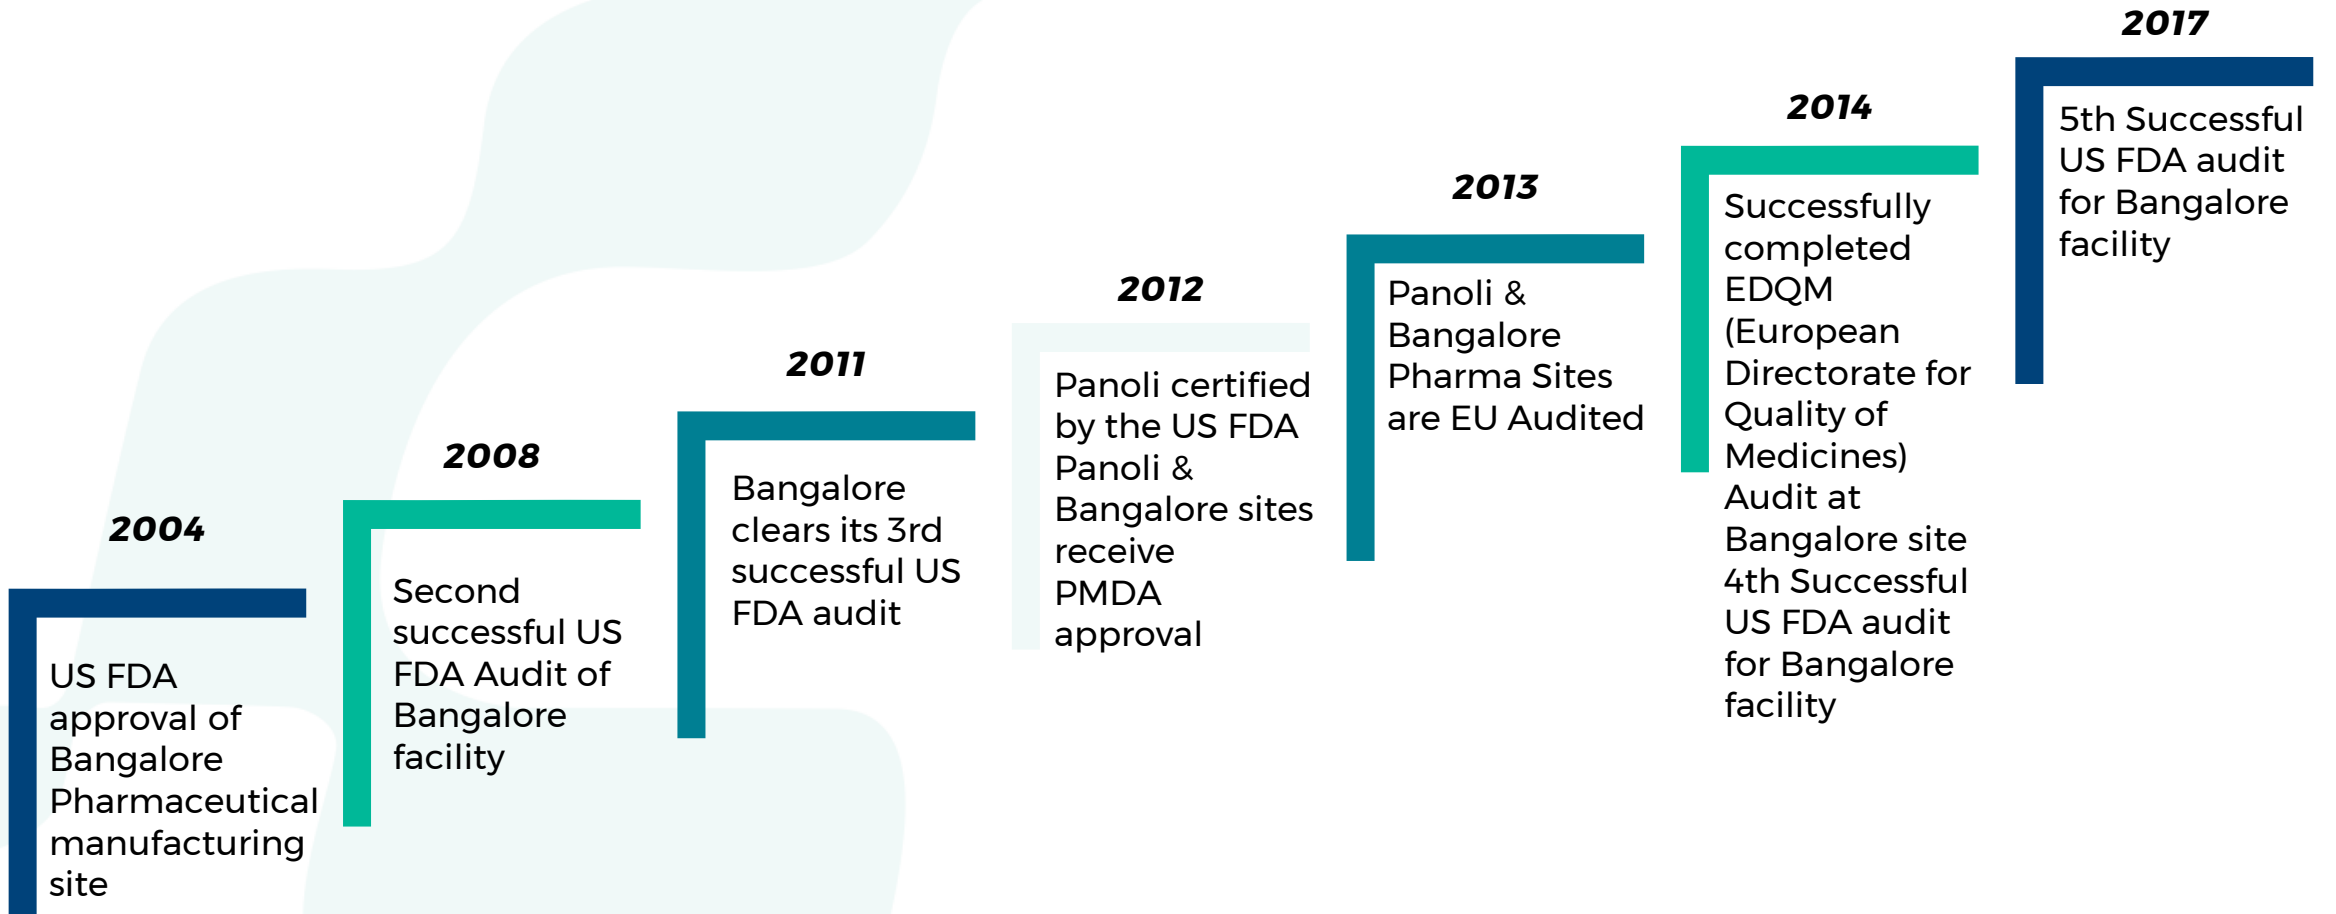 2004
US FDA
approval of
Bangalore
Pharmaceutical
manufacturing
site
2008
Second
successful US
FDA Audit of
Bangalore
facility
2011
Bangalore
clears its 3rd
successful US
FDA audit
2012
Panoli certified
by the US FDA
Panoli &
Bangalore sites
receive
PMDA
approval
2013
Panoli &
Bangalore
Pharma Sites
are EU Audited
2014
Successfully
completed
EDQM
(European
Directorate for
Quality of
Medicines)
Audit at
Bangalore site
4th Successful
US FDA audit
for Bangalore
facility
2017
5th Successful
US FDA audit
for Bangalore
facility